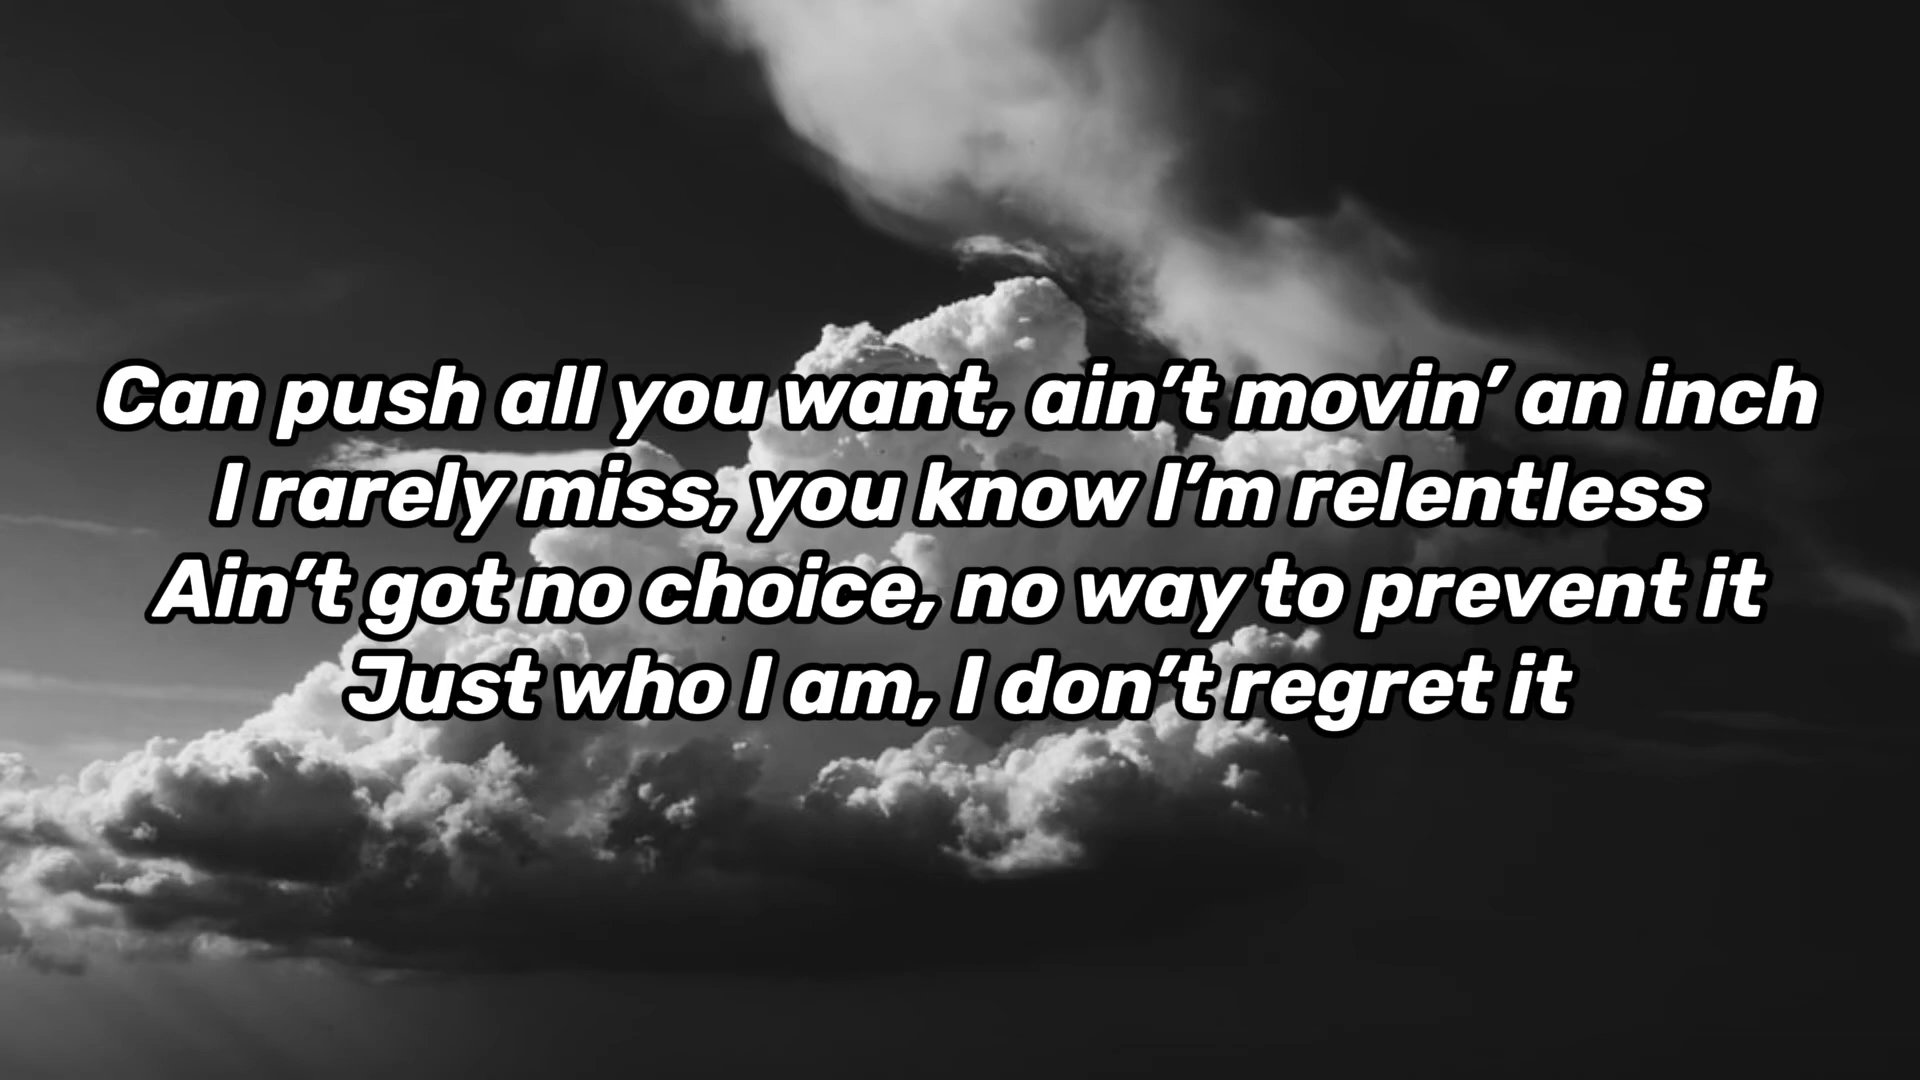 Can push all you want, ain’t movin’ an inch
I rarely miss, you know I’m relentless
Ain’t got no choice, no way to prevent it
Just who I am, I don’t regret it